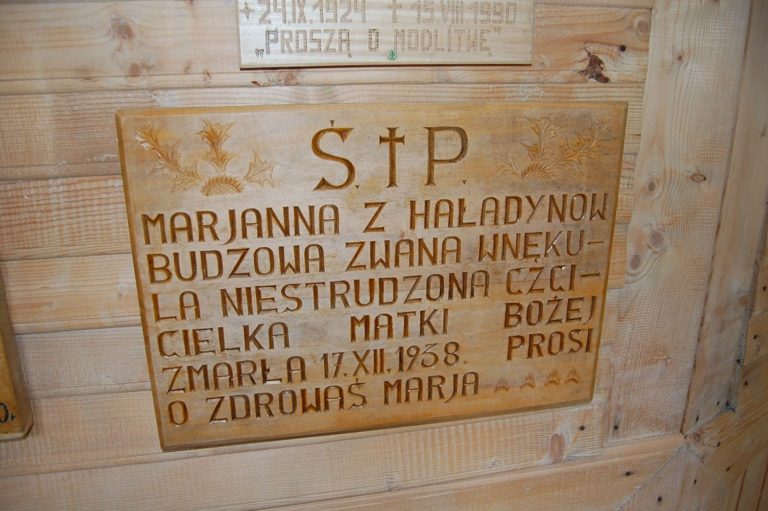 + 24.IX.1924 † 15.VIII.1990
„PROSZĄ O MODLITWĘ”
Ś.†P.
MARJANNA Z HAŁADYNÓW
BUDZOWA ZWANA WNĘKU-
LA NIESTRUDZONA CZCI-
CIELKA MATKI BOŻEJ
ZMARŁA 17.XII.1938. PROSI
O ZDROWAŚ MARJA